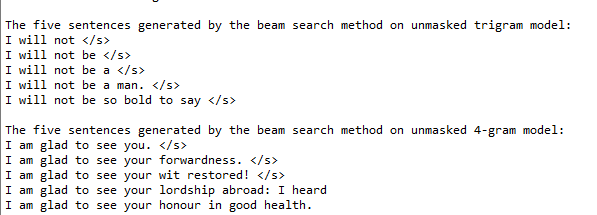 The five sentences generated by the beam search method on unmasked trigram model:
I will not </s>
I will not be </s>
I will not be a </s>
I will not be a man. </s>
I will not be so bold to say </s>
The five sentences generated by the beam search method on unmasked 4-gram model:
I am glad to see you. </s>
I am glad to see your forwardness. </s>
I am glad to see your wit restored! </s>
I am glad to see your lordship abroad: I heard
I am glad to see your honour in good health.